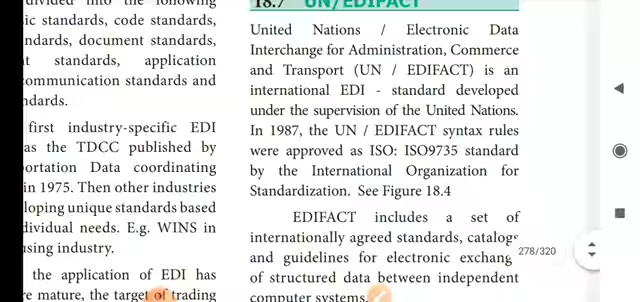 divided into the following
ic standards, code standards,
ndards, document standards,
t standards, application
ommunication standards and
ndards.
first industry-specific EDI
as the TDCC published by
portation Data coordinating
in 1975. Then other industries
loping unique standards based
dividual needs. E.g. WINS in
using industry.
the application of EDI has
re mature, the target of trading
18.7 UN/EDIFACT
United Nations / Electronic Data
Interchange for Administration, Commerce
and Transport (UN / EDIFACT) is an
international EDI - standard developed
under the supervision of the United Nations.
In 1987, the UN / EDIFACT syntax rules
were approved as ISO: ISO9735 standard
by the International Organization for
Standardization. See Figure 18.4
EDIFACT includes a set of
internationally agreed standards, catalogs
and guidelines for electronic exchang
of structured data between independent
computer systems.
278/320